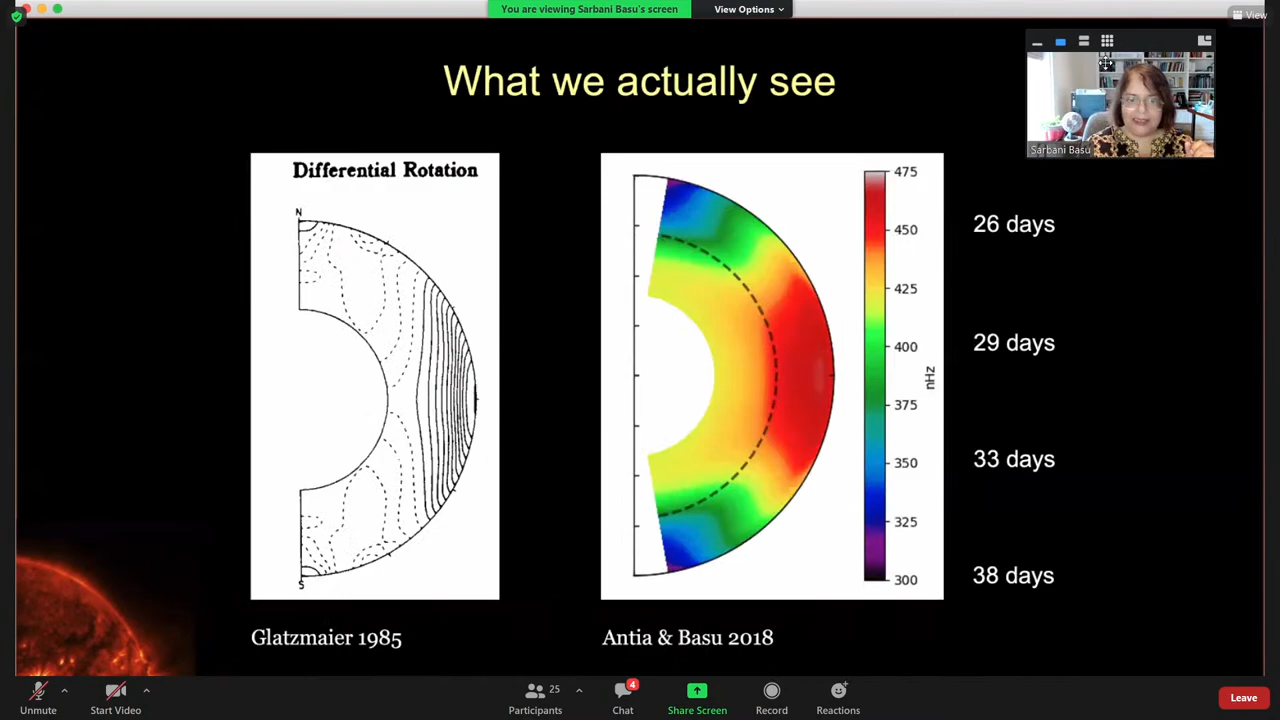 You are viewing Sarbani Basu's screen
View Options
View
What we actually see
Sarbani Basu
Differential Rotation
N
S
475
450
425
400
375
350
325
300
nHz
26 days
29 days
33 days
38 days
Glatzmaier 1985
Antia & Basu 2018
Unmute
Start Video
25
Participants
4
Chat
Share Screen
Record
Reactions
Leave